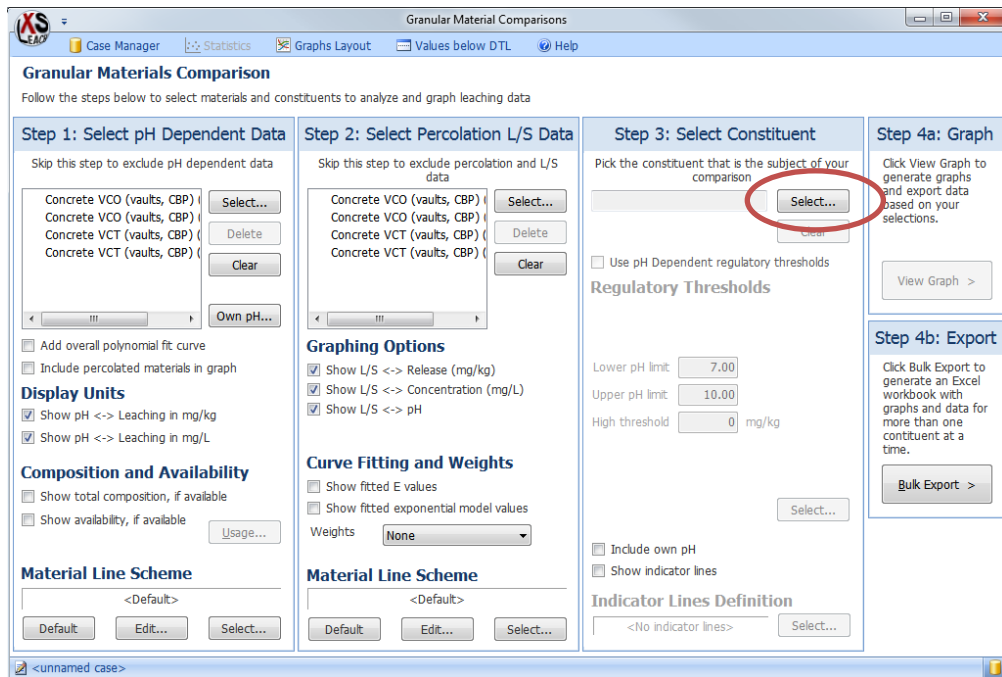 Granular Material Comparisons
XS
LEACH
Case Manager Statistics Graphs Layout Values below DTL Help
Granular Materials Comparison
Follow the steps below to select materials and constituents to analyze and graph leaching data
Step 1: Select pH Dependent Data
Skip this step to exclude pH dependent data
Concrete VCO (vaults, CBP) (
Concrete VCO (vaults, CBP) (
Concrete VCT (vaults, CBP) (
Concrete VCT (vaults, CBP) (
Select...
Delete
Clear
Own pH...
Add overall polynomial fit curve
Include percolated materials in graph
Display Units
Show pH <-> Leaching in mg/kg
Show pH <-> Leaching in mg/L
Composition and Availability
Show total composition, if available
Show availability, if available
Usage...
Material Line Scheme
<Default>
Default Edit... Select...
Step 2: Select Percolation L/S Data
Skip this step to exclude percolation and L/S
data
Concrete VCO (vaults, CBP) (
Concrete VCO (vaults, CBP) (
Concrete VCT (vaults, CBP) (
Concrete VCT (vaults, CBP) (
Select...
Delete
Clear
Graphing Options
Show L/S <-> Release (mg/kg)
Show L/S <-> Concentration (mg/L)
Show L/S <-> pH
Curve Fitting and Weights
Show fitted E values
Show fitted exponential model values
Weights None
Material Line Scheme
<Default>
Default Edit... Select...
Step 3: Select Constituent
Pick the constituent that is the subject of your
comparison
Select...
Clear
Use pH Dependent regulatory thresholds
Regulatory Thresholds
Lower pH limit 7.00
Upper pH limit 10.00
High threshold 0 mg/kg
Select...
Include own pH
Show indicator lines
Indicator Lines Definition
<No indicator lines> Select...
Step 4a: Graph
Click View Graph to
generate graphs
and export data
based on your
selections.
View Graph >
Step 4b: Export
Click Bulk Export to
generate an Excel
workbook with
graphs and data for
more than one
contituent at a
time.
Bulk Export >
<unnamed case>